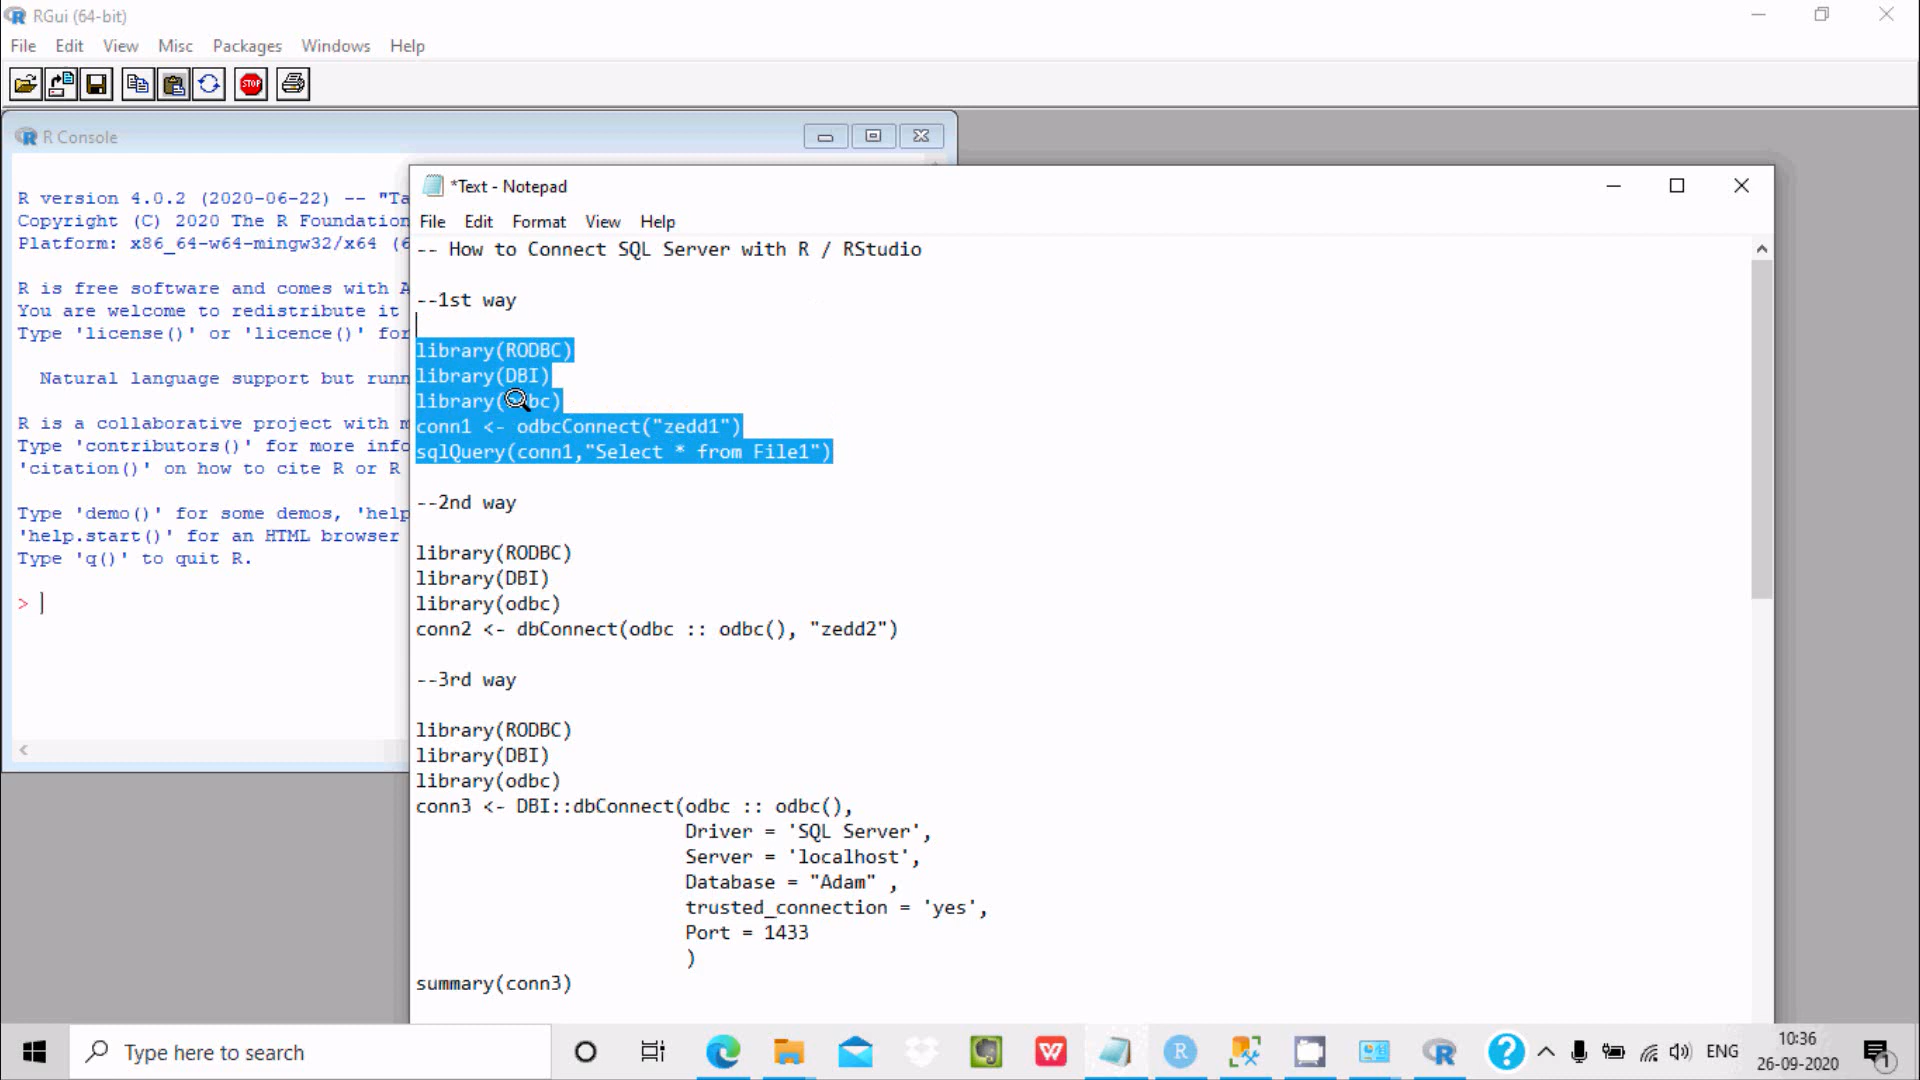 RGui (64-bit)
File Edit View Misc Packages Windows Help
STOP
R Console
R version 4.0.2 (2020-06-22) -- "Ta
Copyright (C) 2020 The R Foundation
Platform: x86_64-w64-mingw32/x64 (6
R is free software and comes with A
You are welcome to redistribute it
Type 'license()' or 'licence()' for
Natural language support but runn
R is a collaborative project with m
Type 'contributors()' for more info
'citation()' on how to cite R or R
Type 'demo()' for some demos, 'help
'help.start()' for an HTML browser
Type 'q()' to quit R.
>
*Text - Notepad
File Edit Format View Help
-- How to Connect SQL Server with R / RStudio
--1st way
library(RODBC)
library(DBI)
library(odbc)
conn1 <- odbcConnect("zedd1")
sqlQuery(conn1,"Select * from File1")
--2nd way
library(RODBC)
library(DBI)
library(odbc)
conn2 <- dbConnect(odbc :: odbc(), "zedd2")
--3rd way
library(RODBC)
library(DBI)
library(odbc)
conn3 <- DBI::dbConnect(odbc :: odbc(),
Driver = 'SQL Server',
Server = 'localhost',
Database = "Adam" ,
trusted_connection = 'yes',
Port = 1433
)
summary(conn3)
Type here to search
ENG
10:36
26-09-2020
1